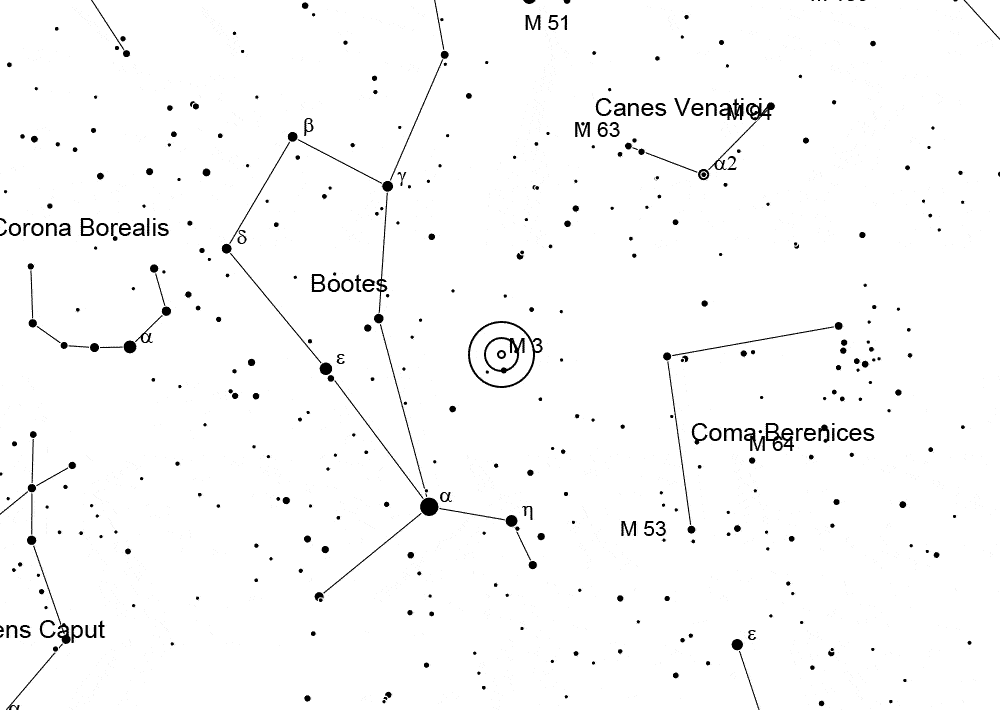 M 51
Canes Venatici
M 94
M 63
α2
β
γ
Corona Borealis
δ
Bootes
α
M 3
ε
Coma Berenices
M 64
α
η
M 53
ens Caput
ε
α